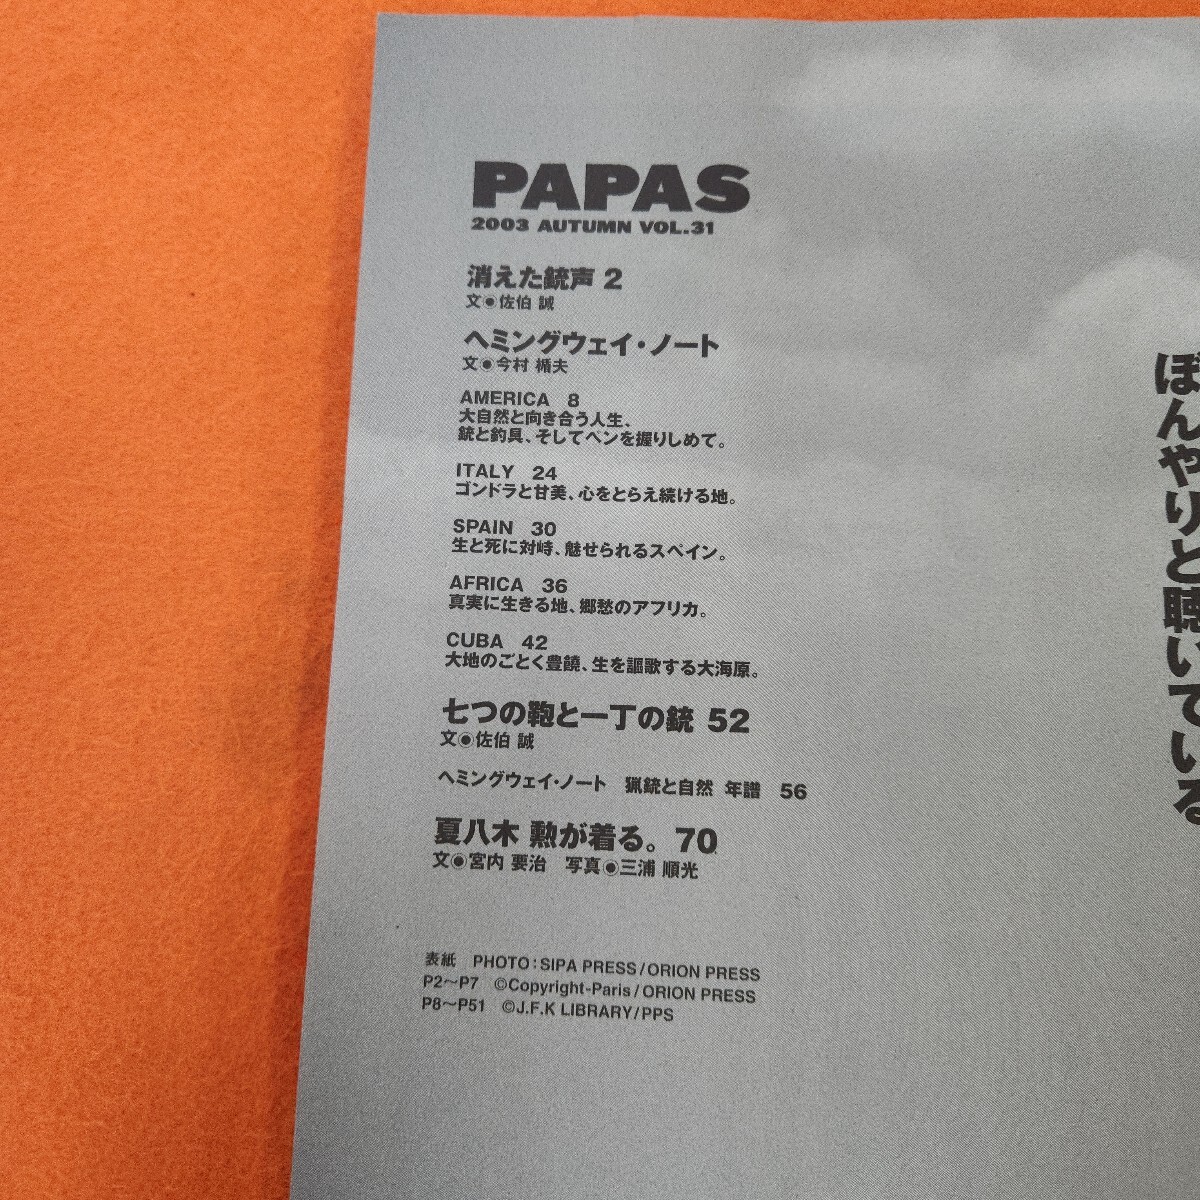 PAPAS
2003 AUTUMN VOL.31
消えた銃声 2
文◉佐伯 誠
ヘミングウェイ・ノート
文◉今村 楯夫
AMERICA 8
大自然と向き合う人生、
銃と釣具、そしてペンを握りしめて。
ITALY 24
ゴンドラと甘美、心をとらえ続ける地。
SPAIN 30
生と死に対峙、魅せられるスペイン。
AFRICA 36
真実に生きる地、郷愁のアフリカ。
CUBA 42
大地のごとく豊饒、生を謳歌する大海原。
七つの鞄と一丁の銃 52
文◉佐伯 誠
ヘミングウェイ・ノート 猟銃と自然 年譜 56
夏八木 勲が着る。70
文◉宮内 要治 写真◉三浦 順光
表紙 PHOTO:SIPA PRESS/ORION PRESS
P2〜P7 ©Copyright-Paris/ORION PRESS
P8〜P51 ©J.F.K LIBRARY/PPS
ぼんやりと聴いている